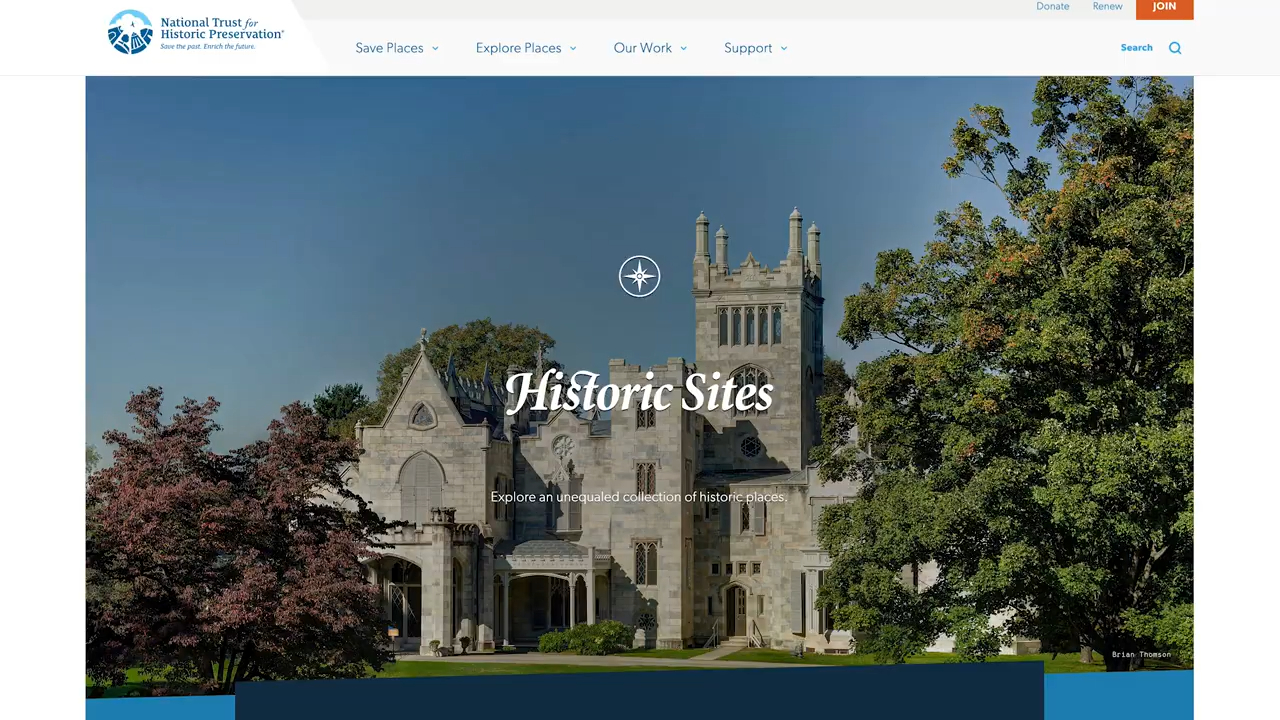 Donate
Renew
JOIN
National Trust for
Historic Preservation®
Save the past. Enrich the future.
Save Places
Explore Places
Our Work
Support
Search
Historic Sites
Explore an unequaled collection of historic places.
Brian Thomson